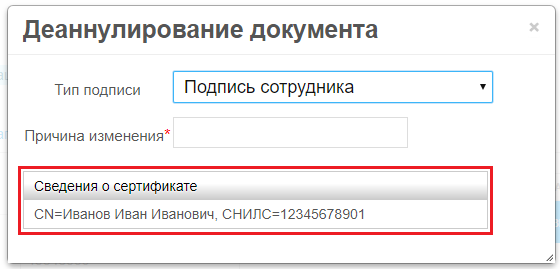 Деаннулирование документа
×
Тип подписи Подпись сотрудника
Причина изменения*
Сведения о сертификате
CN=Иванов Иван Иванович, СНИЛС=12345678901